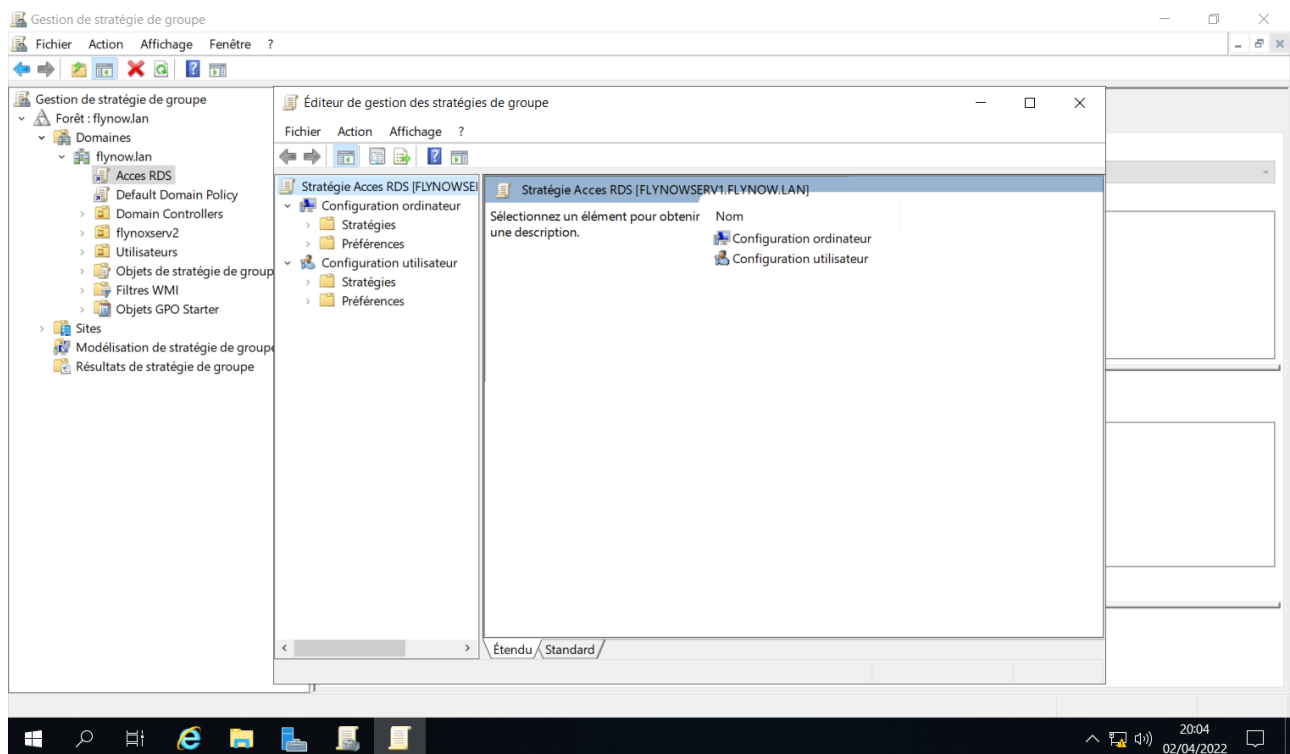 Gestion de stratégie de groupe
Fichier Action Affichage Fenêtre ?
Gestion de stratégie de groupe
Forêt : flynow.lan
Domaines
flynow.lan
Acces RDS
Default Domain Policy
Domain Controllers
flynoxserv2
Utilisateurs
Objets de stratégie de group
Filtres WMI
Objets GPO Starter
Sites
Modélisation de stratégie de groupe
Résultats de stratégie de groupe
Éditeur de gestion des stratégies de groupe
Fichier Action Affichage ?
Stratégie Acces RDS [FLYNOWSE
Configuration ordinateur
Stratégies
Préférences
Configuration utilisateur
Stratégies
Préférences
Stratégie Acces RDS [FLYNOWSERV1.FLYNOW.LAN]
Sélectionnez un élément pour obtenir
une description.
Nom
Configuration ordinateur
Configuration utilisateur
Étendu Standard
20:04
02/04/2022